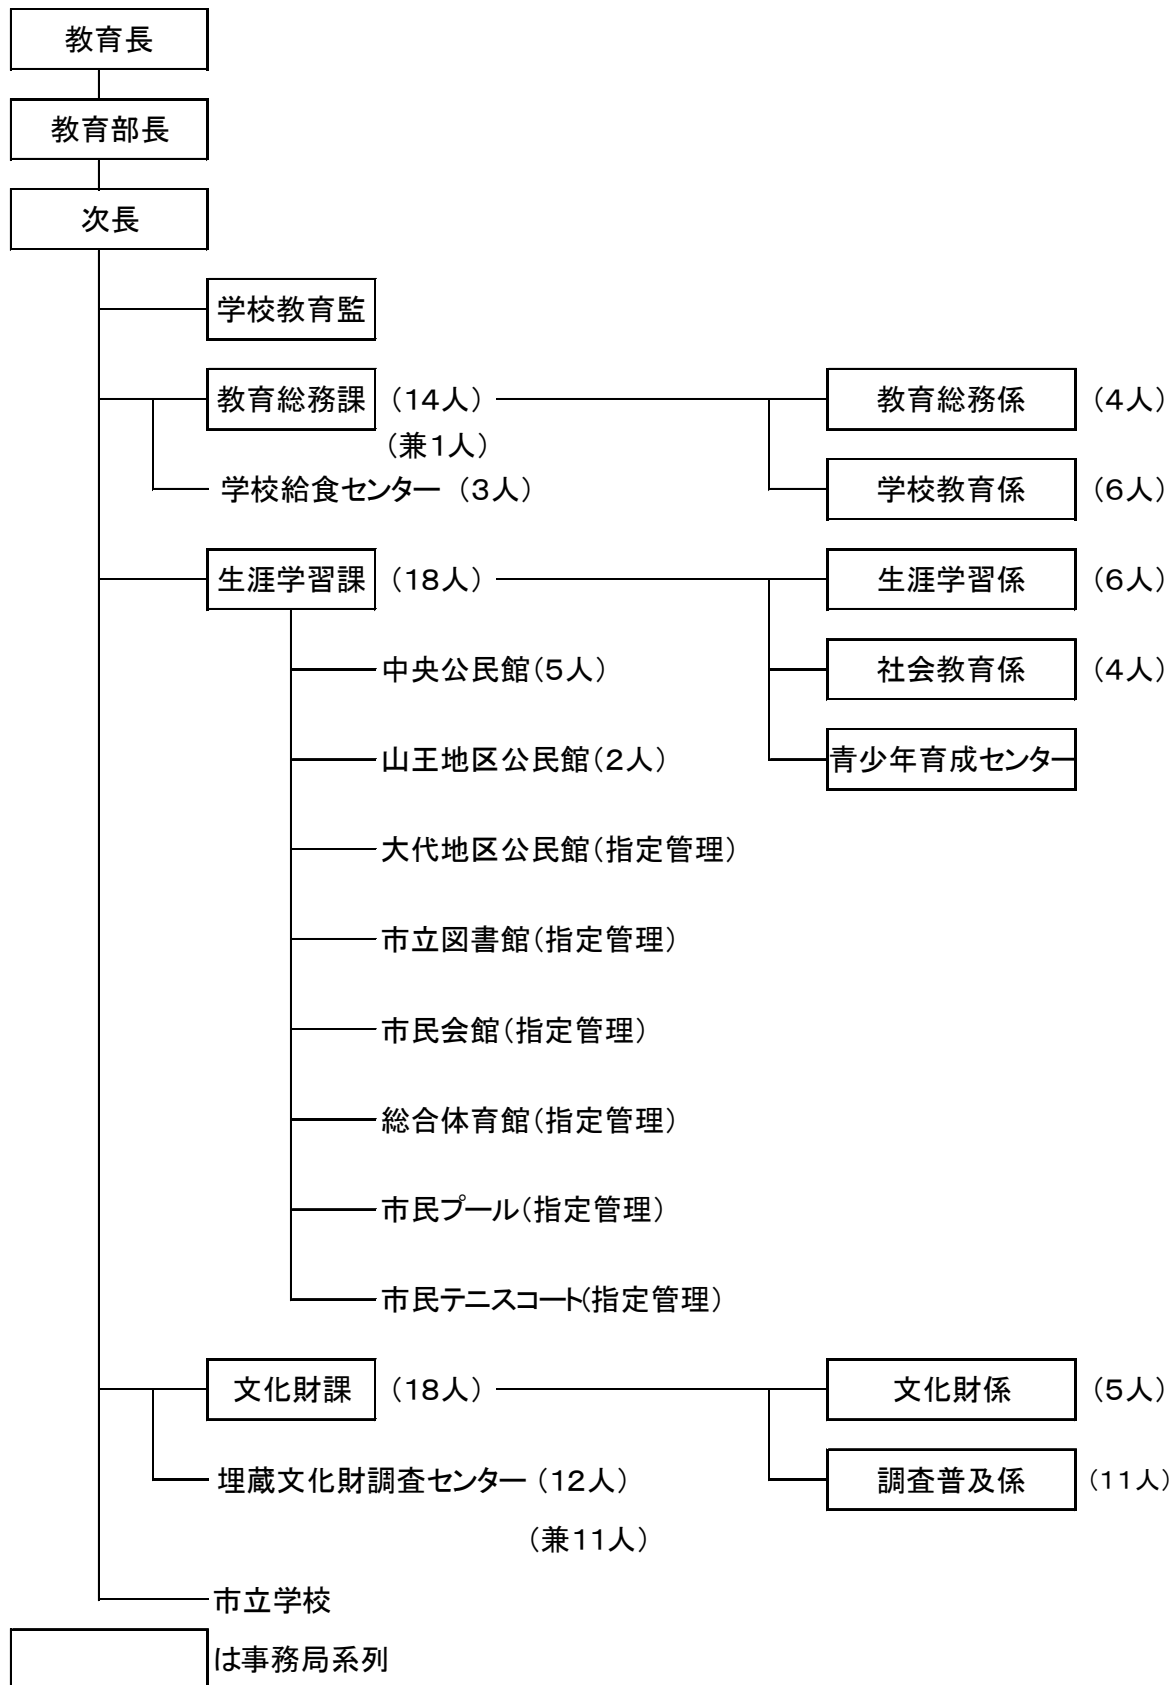 教育長
教育部長
次長
学校教育監
教育総務課 （14人） 教育総務係 （4人）
（兼1人）
学校給食センター （3人） 学校教育係 （6人）
生涯学習課 （18人） 生涯学習係 （6人）
中央公民館（5人） 社会教育係 （4人）
山王地区公民館（2人） 青少年育成センター
大代地区公民館（指定管理）
市立図書館（指定管理）
市民会館（指定管理）
総合体育館（指定管理）
市民プール（指定管理）
市民テニスコート(指定管理）
文化財課 （18人） 文化財係 （5人）
埋蔵文化財調査センター （12人） 調査普及係 （11人）
（兼11人）
市立学校
は事務局系列